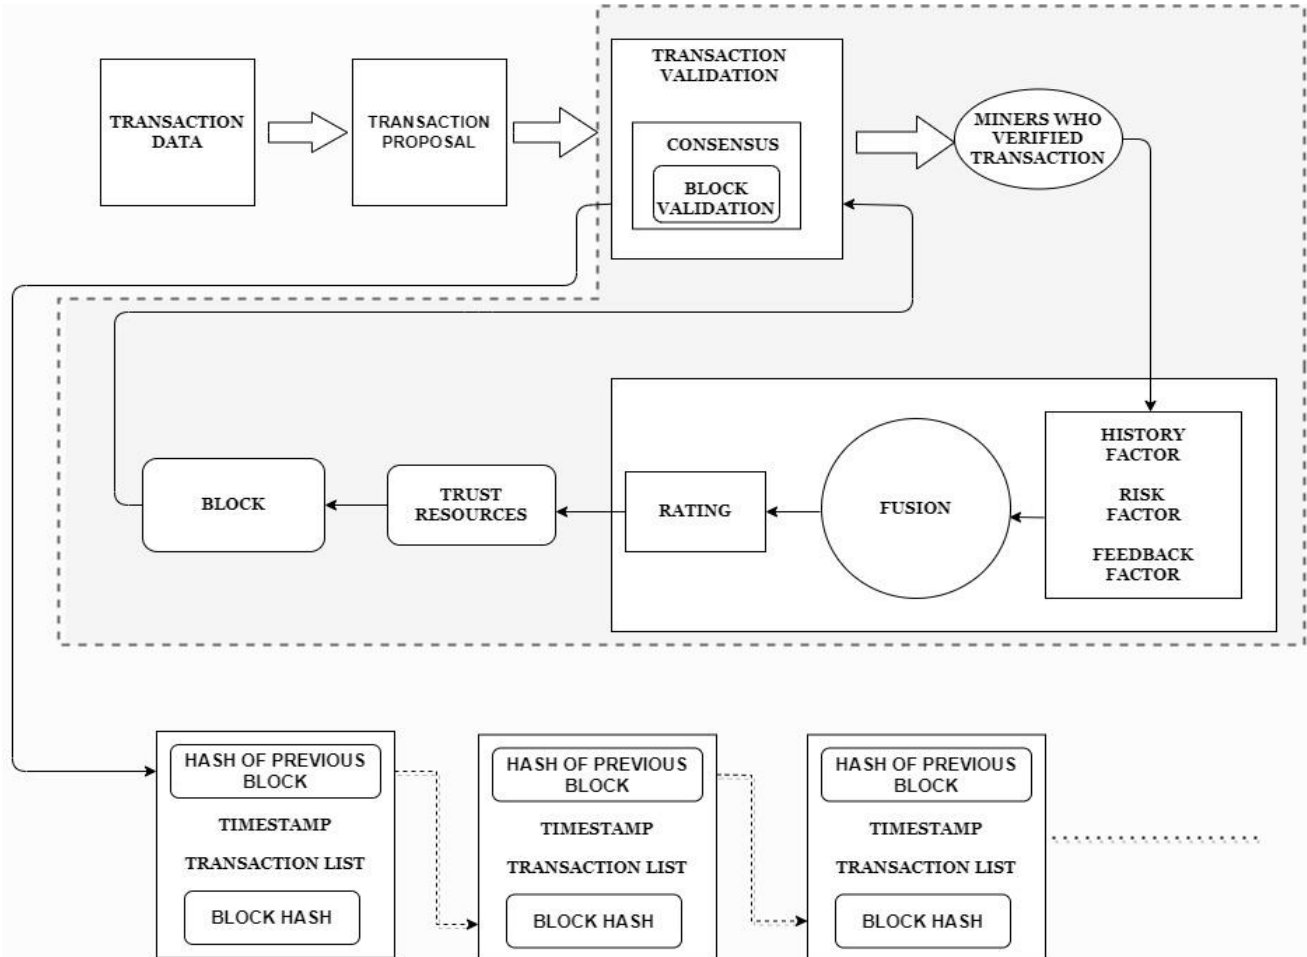 TRANSACTION
DATA
TRANSACTION
PROPOSAL
TRANSACTION
VALIDATION
CONSENSUS
BLOCK
VALIDATION
MINERS WHO
VERIFIED
TRANSACTION
BLOCK
TRUST
RESOURCES
RATING
FUSION
HISTORY
FACTOR
RISK
FACTOR
FEEDBACK
FACTOR
HASH OF PREVIOUS
BLOCK
TIMESTAMP
TRANSACTION LIST
BLOCK HASH
HASH OF PREVIOUS
BLOCK
TIMESTAMP
TRANSACTION LIST
BLOCK HASH
HASH OF PREVIOUS
BLOCK
TIMESTAMP
TRANSACTION LIST
BLOCK HASH